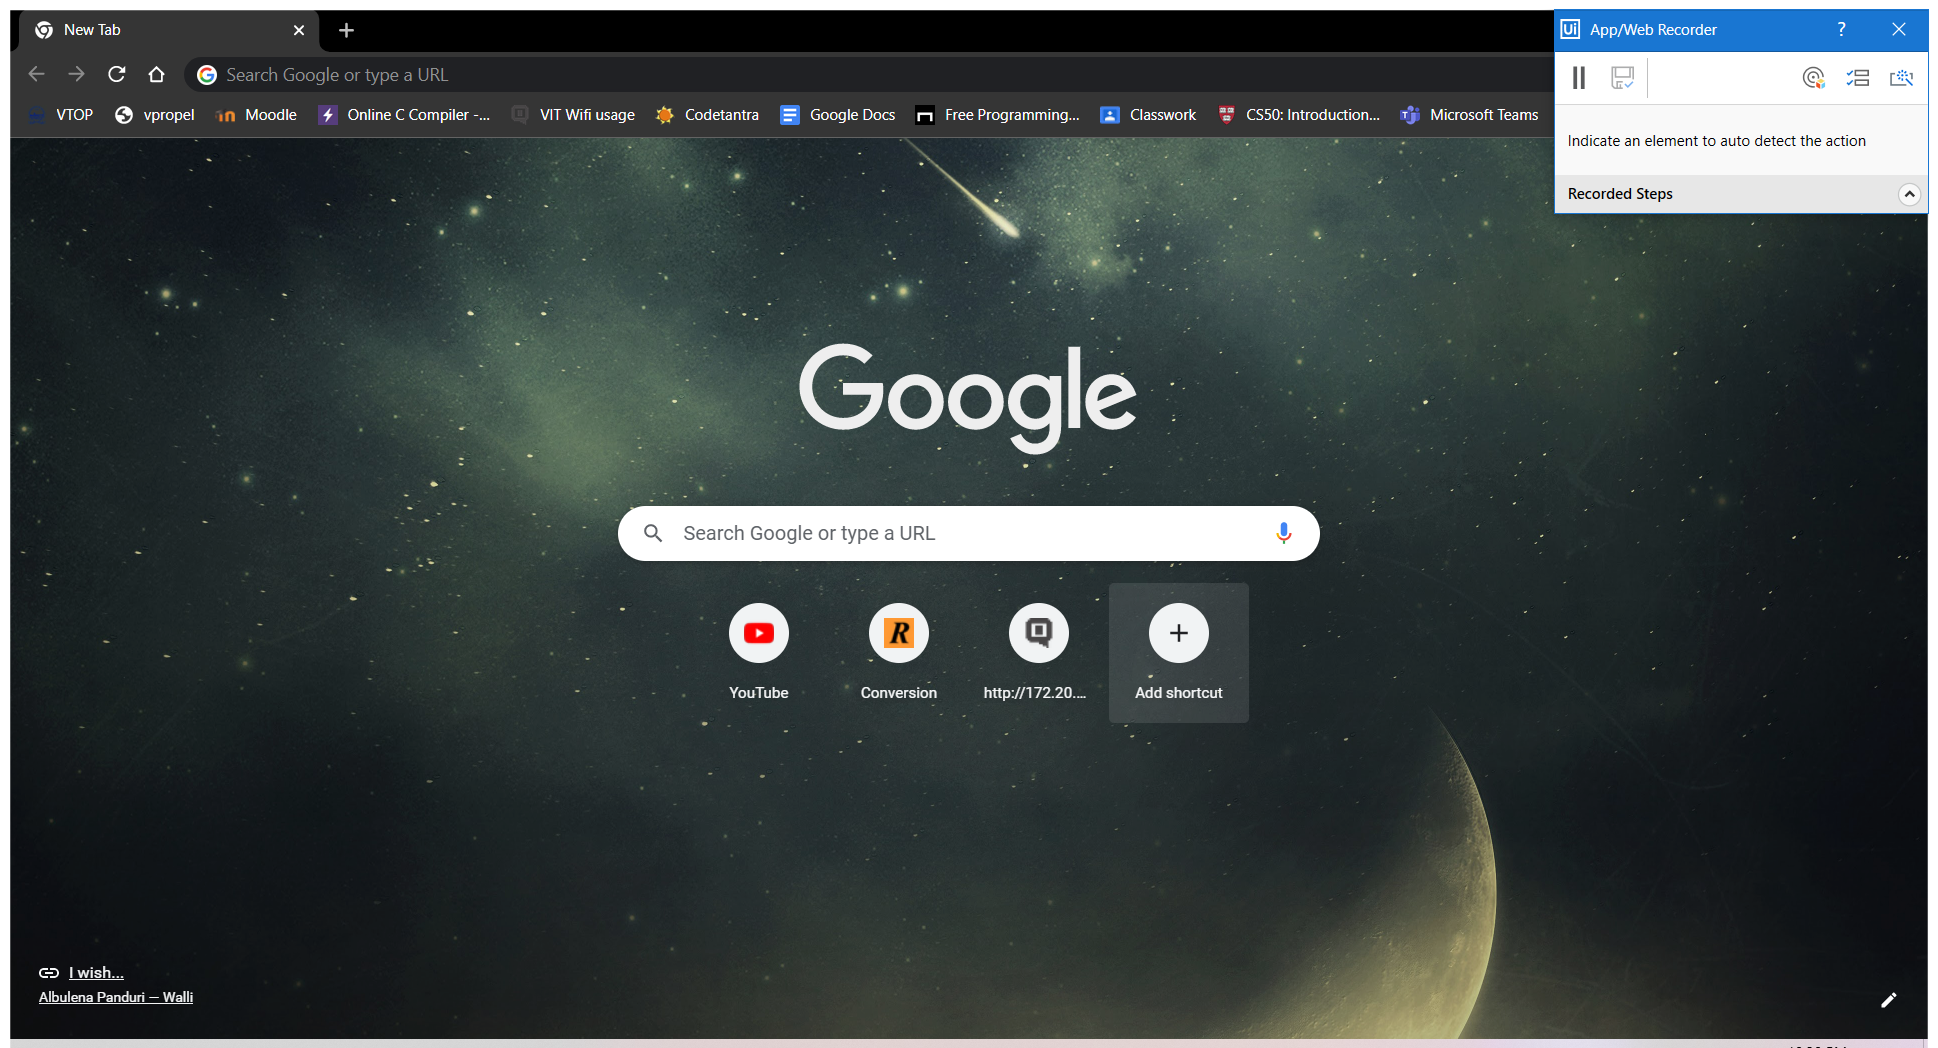 New Tab
App/Web Recorder
Search Google or type a URL
VTOP vpropel Moodle Online C Compiler -... VIT Wifi usage Codetantra Google Docs Free Programming... Classwork CS50: Introduction... Microsoft Teams
Indicate an element to auto detect the action
Recorded Steps
Google
Search Google or type a URL
YouTube Conversion http://172.20.... Add shortcut
I wish...
Albulena Panduri — Walli